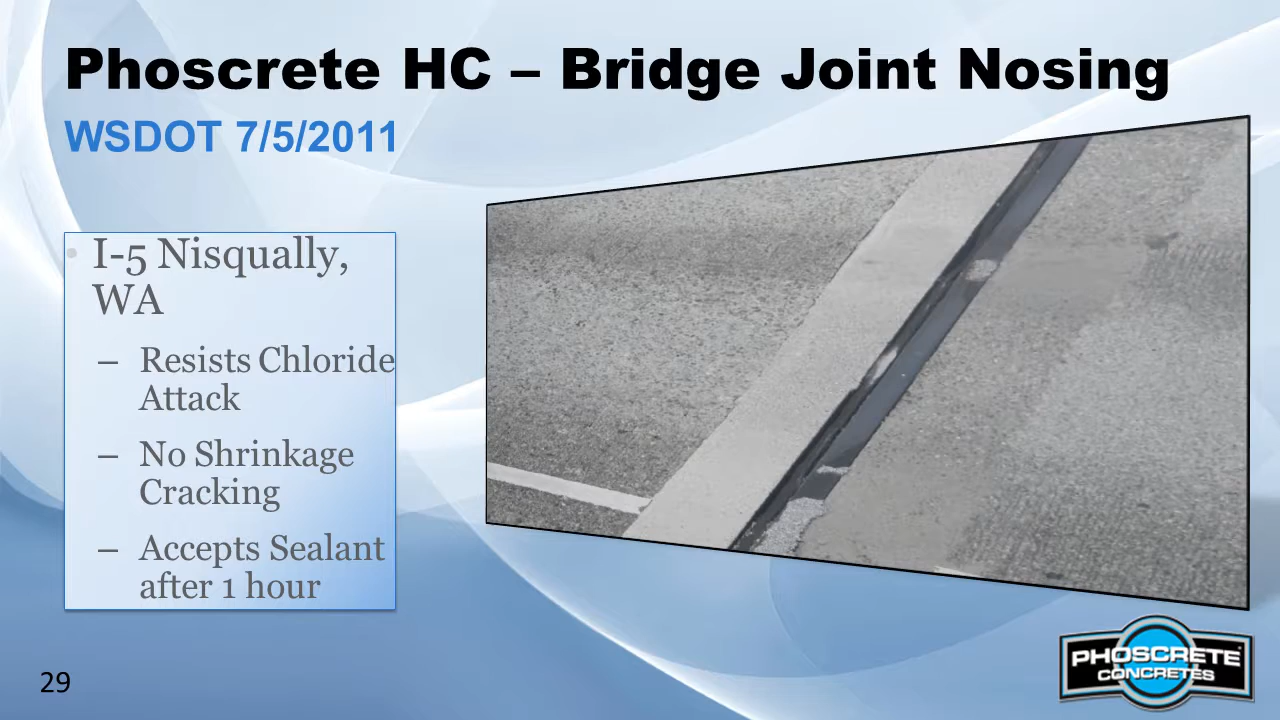 Phoscrete HC – Bridge Joint Nosing
WSDOT 7/5/2011
• I-5 Nisqually,
WA
– Resists Chloride
Attack
– No Shrinkage
Cracking
– Accepts Sealant
after 1 hour
PHOSCRETE
CONCRETES
29